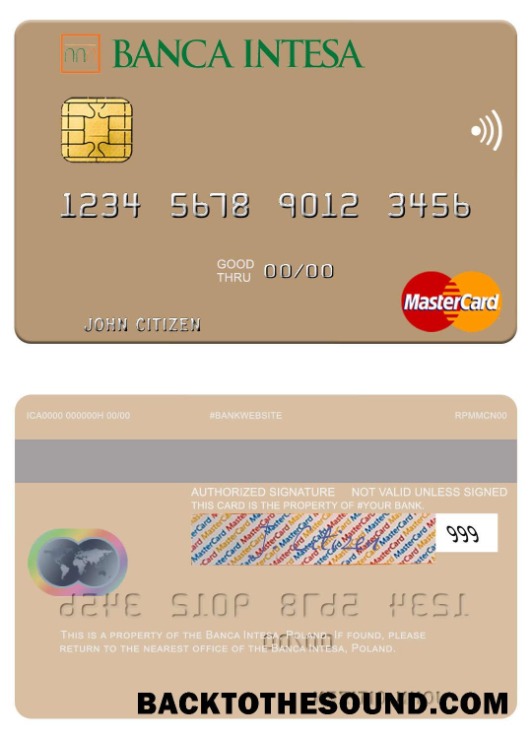 BANCA INTESA
1234 5678 9012 3456
GOOD THRU 00/00
MasterCard
JOHN CITIZEN
ICA0000 000000H 00/00 #BANKWEBSITE RPMMCN00
AUTHORIZED SIGNATURE NOT VALID UNLESS SIGNED
THIS CARD IS THE PROPERTY OF #YOUR BANK.
MasterCard
999
THIS IS A PROPERTY OF THE BANCA INTESA, POLAND. IF FOUND, PLEASE
RETURN TO THE NEAREST OFFICE OF THE BANCA INTESA, POLAND.
BACKTOTHESOUND.COM